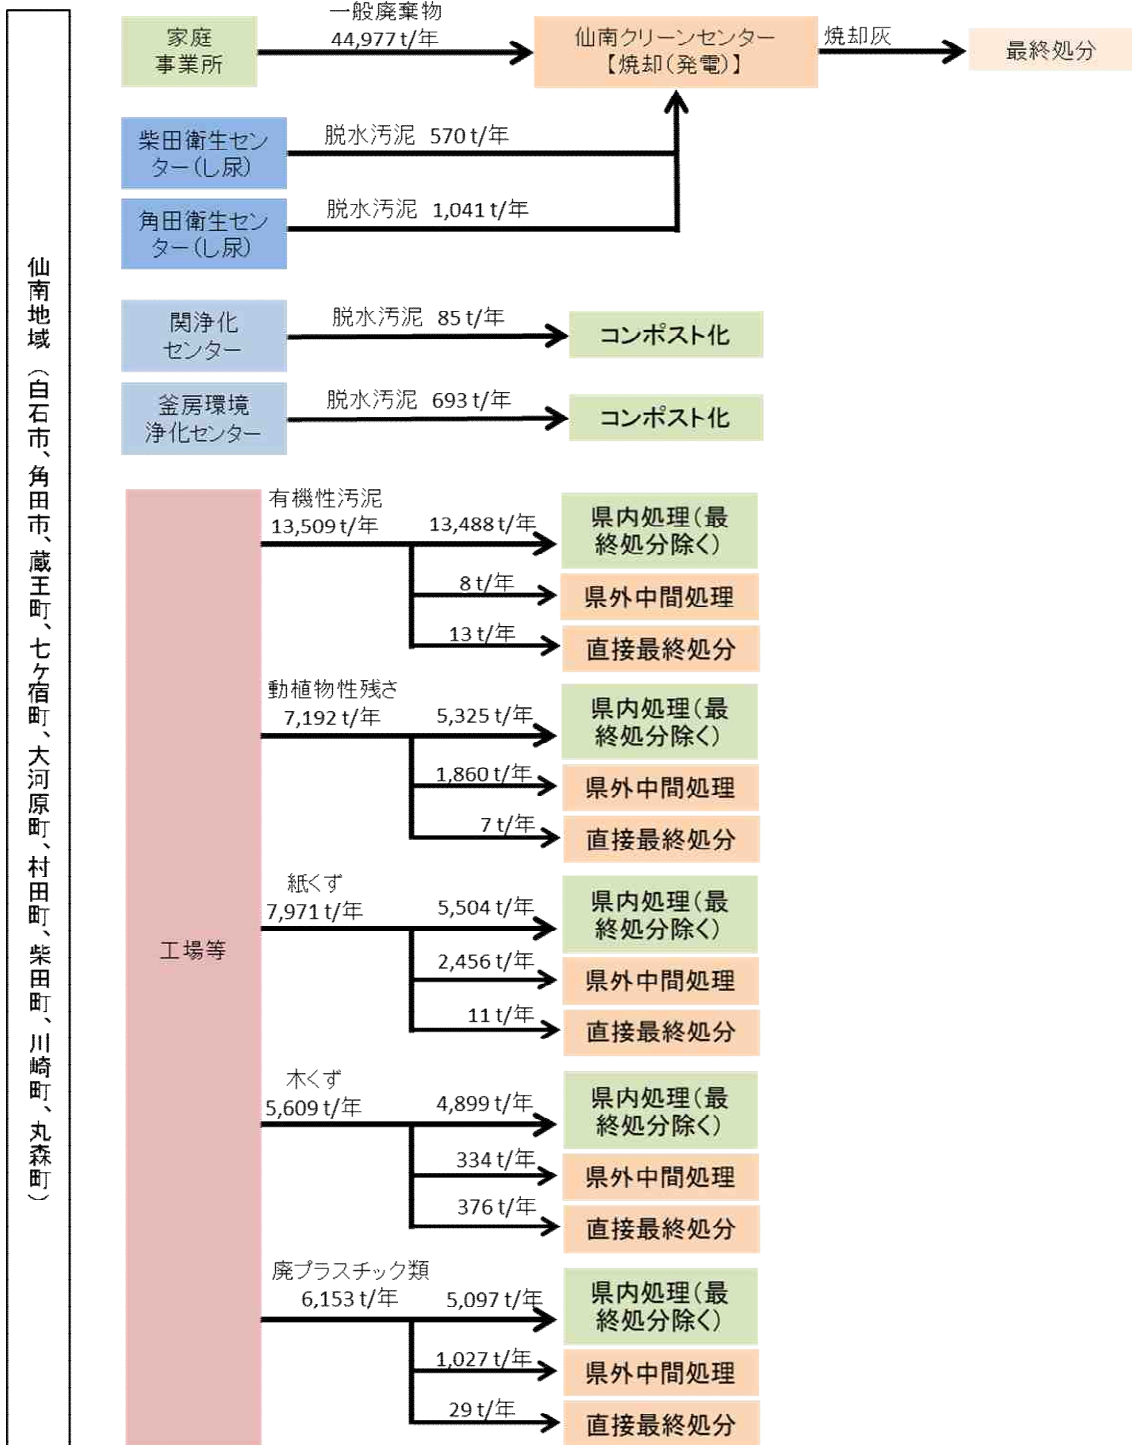 仙南地域（白石市、角田市、蔵王町、七ケ宿町、大河原町、村田町、柴田町、川崎町、丸森町）
家庭
事業所
一般廃棄物
44,977 t/年
仙南クリーンセンター
【焼却（発電）】
焼却灰
最終処分
柴田衛生セン
ター（し尿）
脱水汚泥 570 t/年
角田衛生セン
ター（し尿）
脱水汚泥 1,041 t/年
関浄化
センター
脱水汚泥 85 t/年
コンポスト化
釜房環境
浄化センター
脱水汚泥 693 t/年
コンポスト化
工場等
有機性汚泥
13,509 t/年
13,488 t/年
県内処理（最
終処分除く）
8 t/年
県外中間処理
13 t/年
直接最終処分
動植物性残さ
7,192 t/年
5,325 t/年
県内処理（最
終処分除く）
1,860 t/年
県外中間処理
7 t/年
直接最終処分
紙くず
7,971 t/年
5,504 t/年
県内処理（最
終処分除く）
2,456 t/年
県外中間処理
11 t/年
直接最終処分
木くず
5,609 t/年
4,899 t/年
県内処理（最
終処分除く）
334 t/年
県外中間処理
376 t/年
直接最終処分
廃プラスチック類
6,153 t/年
5,097 t/年
県内処理（最
終処分除く）
1,027 t/年
県外中間処理
29 t/年
直接最終処分